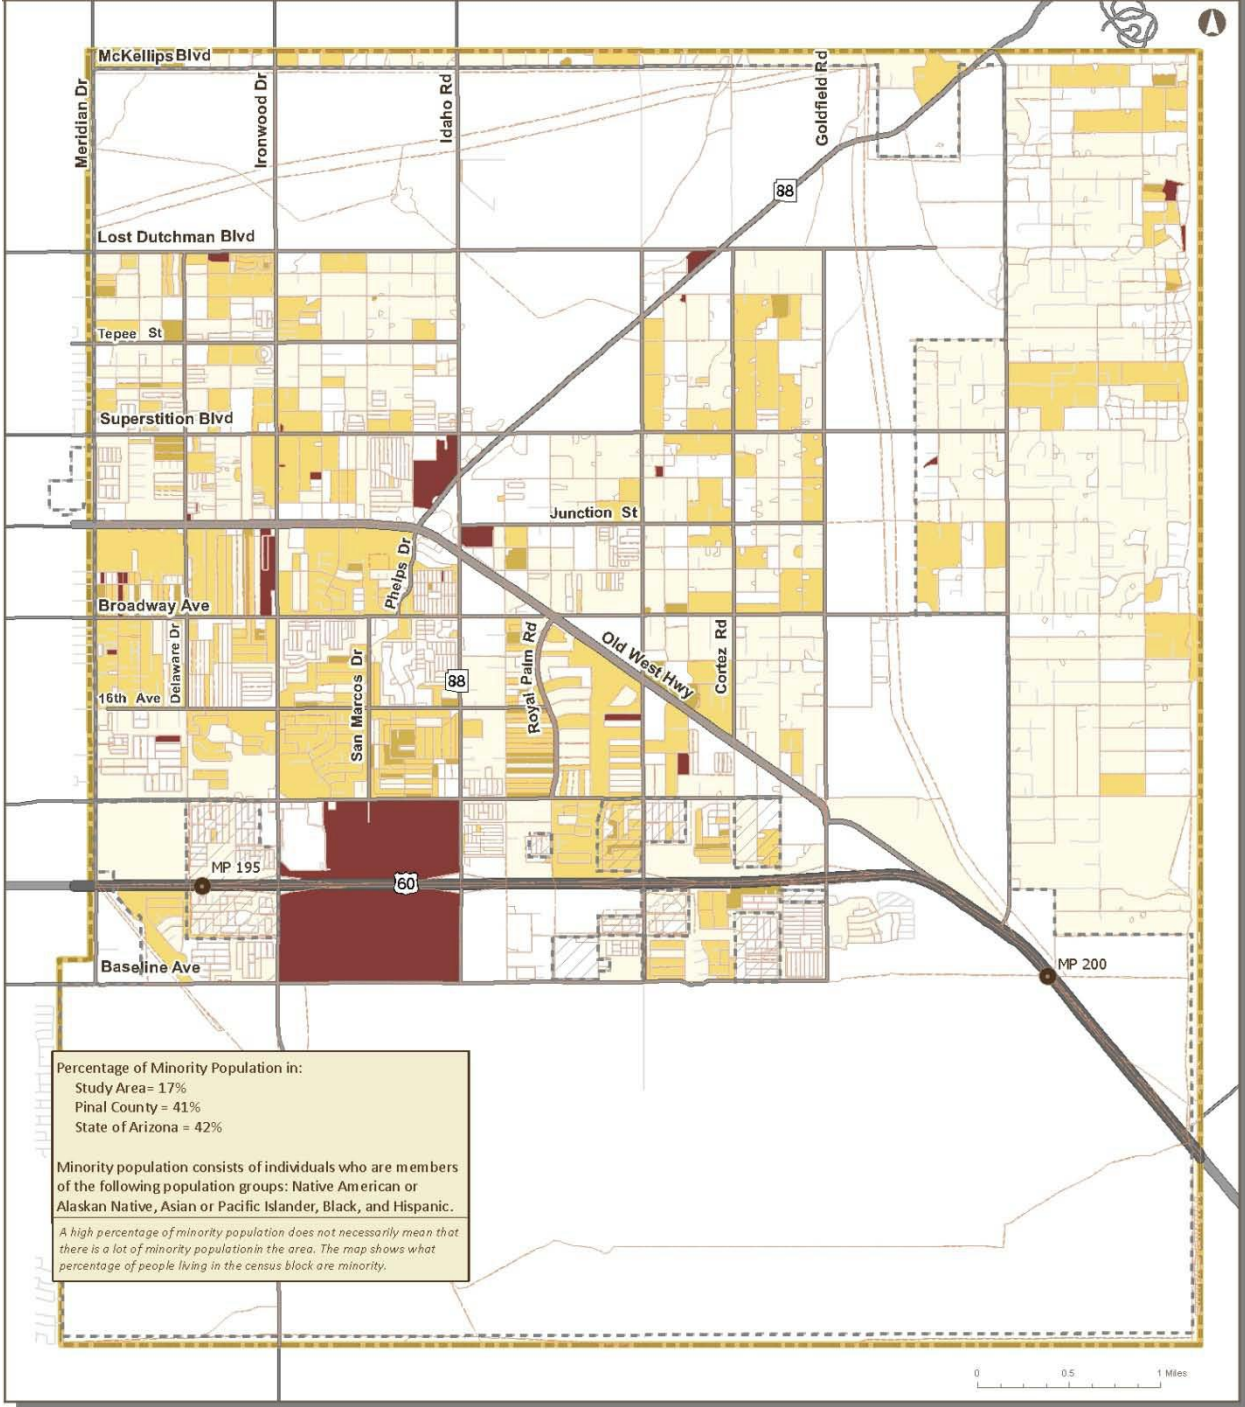 McKellips Blvd
Meridian Dr
Ironwood Dr
Idaho Rd
Goldfield Rd
88
Lost Dutchman Blvd
Tepee St
Superstition Blvd
Junction St
Phelps Dr
Broadway Ave
Delaware Dr
San Marcos Dr
Royal Palm Rd
Old West Hwy
Cortez Rd
88
16th Ave
MP 195
60
Baseline Ave
MP 200
Percentage of Minority Population in:
Study Area= 17%
Pinal County = 41%
State of Arizona = 42%
Minority population consists of individuals who are members
of the following population groups: Native American or
Alaskan Native, Asian or Pacific Islander, Black, and Hispanic.
A high percentage of minority population does not necessarily mean that
there is a lot of minority populationin the area. The map shows what
percentage of people living in the census block are minority.
0 0.5 1 Miles